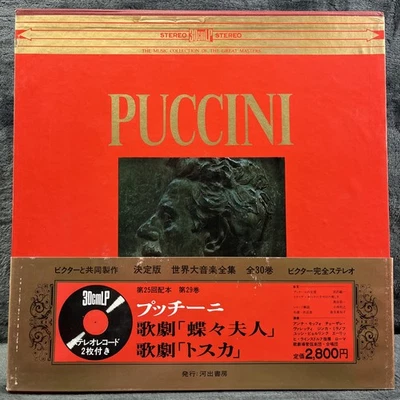 STEREO 30cmLP STEREO
THE MUSIC COLLECTION OF THE GREAT MASTERS
PUCCINI
ビクターと共同製作 決定版 世界大音楽全集 全30巻 ビクター完全ステレオ
30cmLP
ステレオレコード
2枚付き
第25回配本 第29巻
プッチーニ
歌劇「蝶々夫人」
歌劇「トスカ」
定価2,800円
発行:河出書房